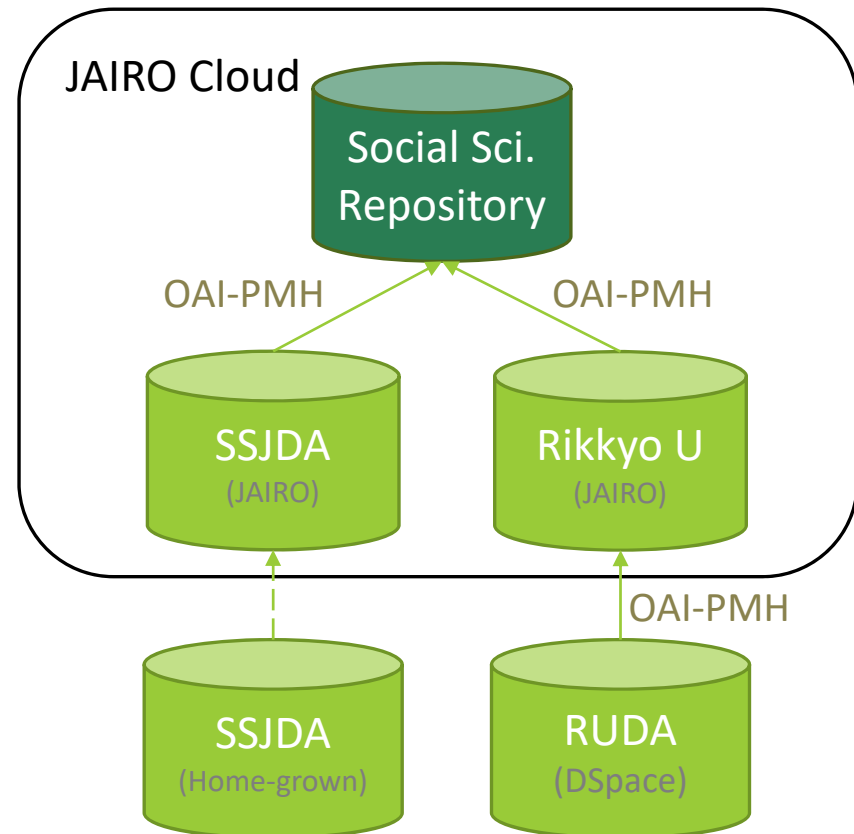 JAIRO Cloud
Social Sci.
Repository
OAI-PMH
OAI-PMH
SSJDA
(JAIRO)
Rikkyo U
(JAIRO)
OAI-PMH
SSJDA
(Home-grown)
RUDA
(DSpace)